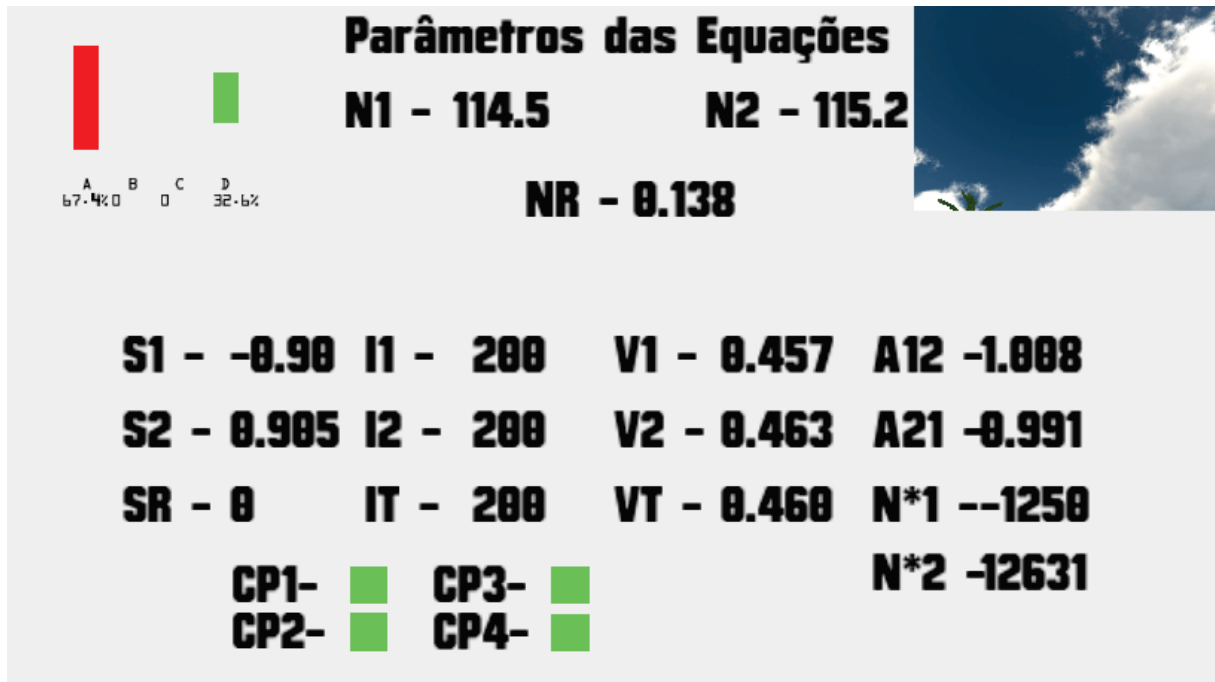 Parâmetros das Equações
N1 - 114.5 N2 - 115.2
A B C D
67.4% 0 0 32.6%
NR - 0.138
S1 - -0.90 I1 - 200 V1 - 0.457 A12 -1.008
S2 - 0.905 I2 - 200 V2 - 0.463 A21 -0.991
SR - 0 IT - 200 VT - 0.460 N*1 --1250
N*2 -12631
CP1- CP3-
CP2- CP4-